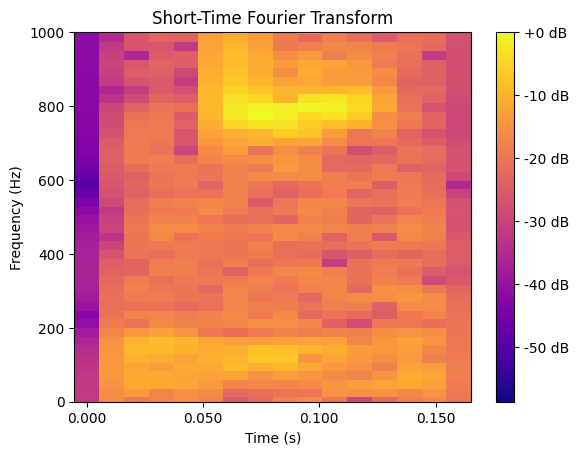 Short-Time Fourier Transform
1000
800
600
400
200
0
Frequency (Hz)
0.000
0.050
0.100
0.150
Time (s)
+0 dB
-10 dB
-20 dB
-30 dB
-40 dB
-50 dB